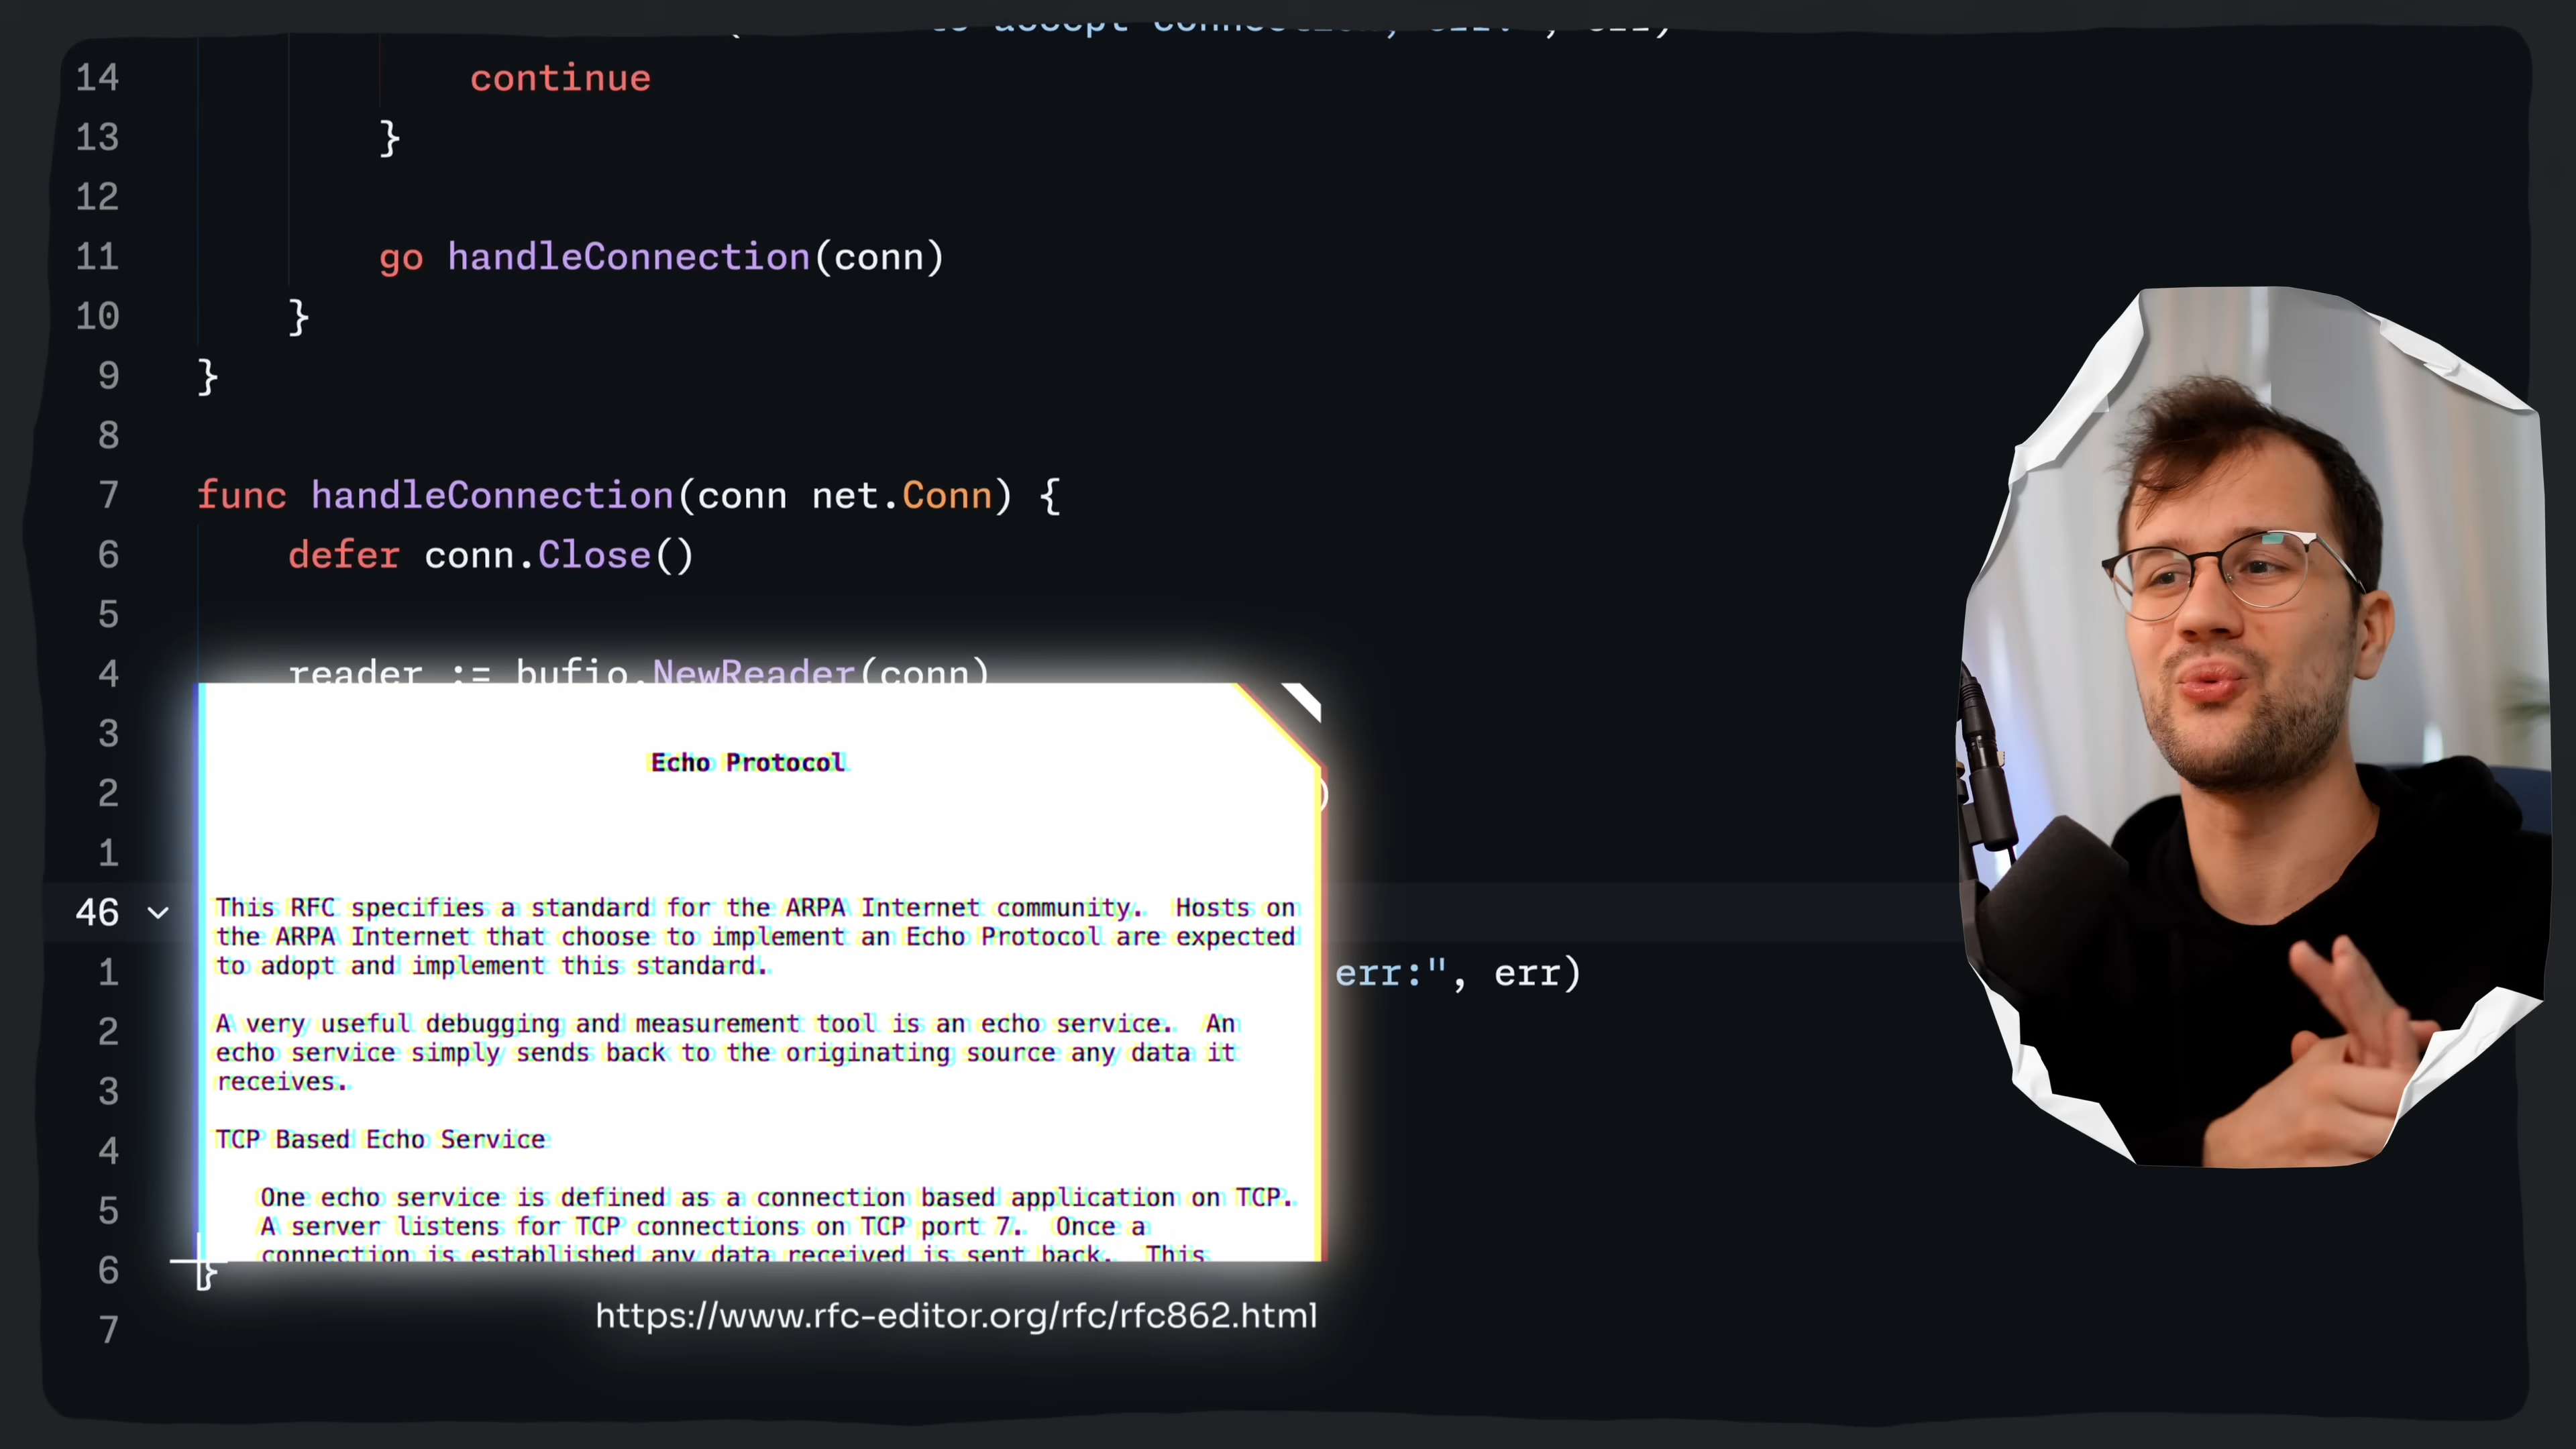 to accept connection, err:", err)
14 continue
13 }
12
11 go handleConnection(conn)
10 }
9 }
8
7 func handleConnection(conn net.Conn) {
6 defer conn.Close()
5
4 reader := bufio.NewReader(conn)
3
2 )
1
46
1 err:", err)
2
3
4
5
6 }
7
Echo Protocol
This RFC specifies a standard for the ARPA Internet community. Hosts on
the ARPA Internet that choose to implement an Echo Protocol are expected
to adopt and implement this standard.
A very useful debugging and measurement tool is an echo service. An
echo service simply sends back to the originating source any data it
receives.
TCP Based Echo Service
One echo service is defined as a connection based application on TCP.
A server listens for TCP connections on TCP port 7. Once a
connection is established any data received is sent back. This
https://www.rfc-editor.org/rfc/rfc862.html